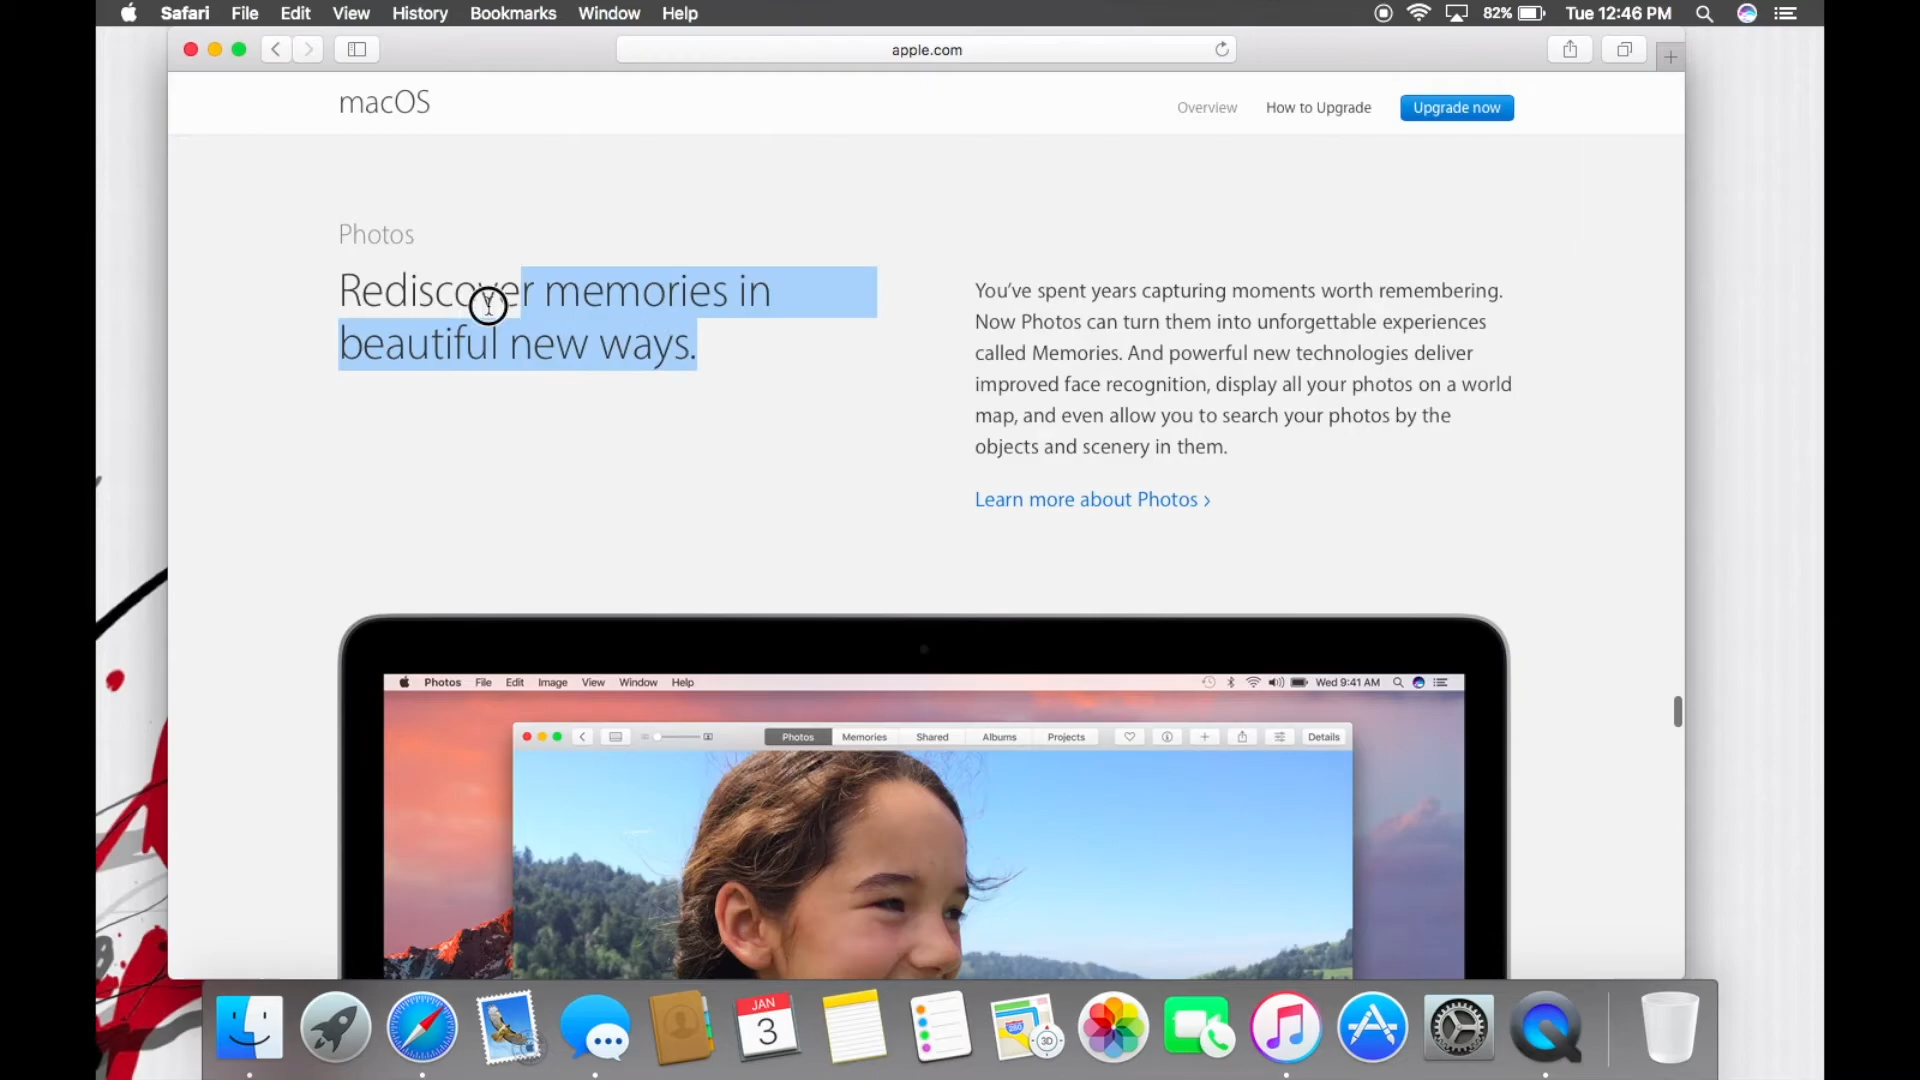 Safari File Edit View History Bookmarks Window Help 82% Tue 12:46 PM
apple.com
macOS
Overview How to Upgrade Upgrade now
Photos
Rediscover memories in
beautiful new ways.
You’ve spent years capturing moments worth remembering.
Now Photos can turn them into unforgettable experiences
called Memories. And powerful new technologies deliver
improved face recognition, display all your photos on a world
map, and even allow you to search your photos by the
objects and scenery in them.
Learn more about Photos ›
Photos File Edit Image View Window Help Wed 9:41 AM
Photos Memories Shared Albums Projects Details
JAN
3
280
3D